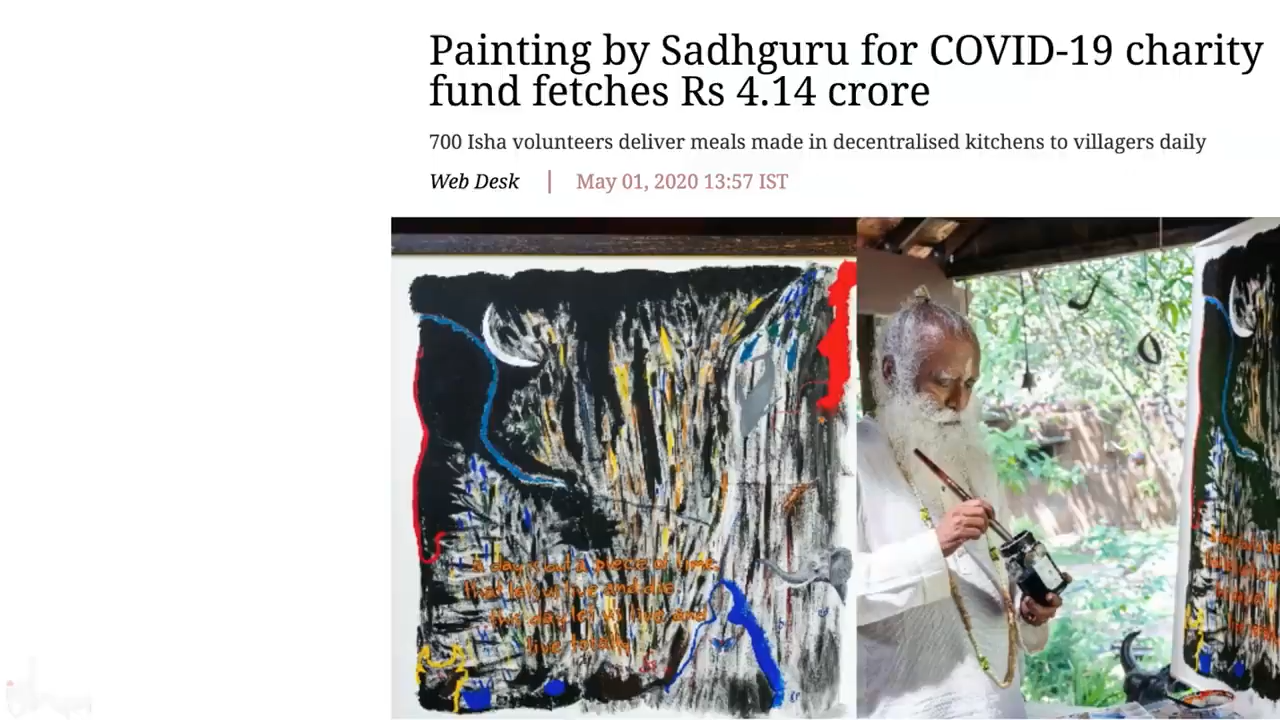 Painting by Sadhguru for COVID-19 charity
fund fetches Rs 4.14 crore
700 Isha volunteers deliver meals made in decentralised kitchens to villagers daily
Web Desk | May 01, 2020 13:57 IST
a day is but a piece of time,
that lets us live and die
this day let us live and
live totally